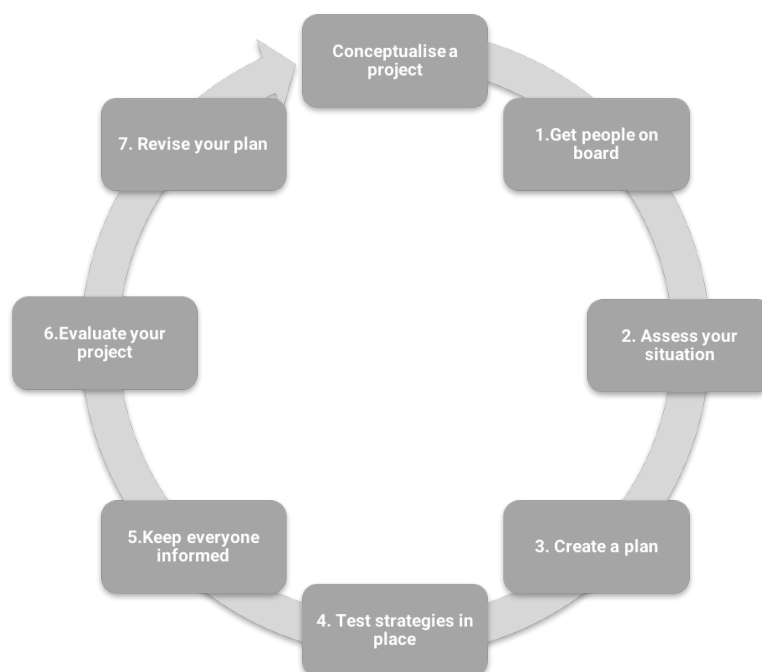 Conceptualise a
project
1.Get people on
board
2. Assess your
situation
3. Create a plan
4. Test strategies in
place
5.Keep everyone
informed
6.Evaluate your
project
7. Revise your plan